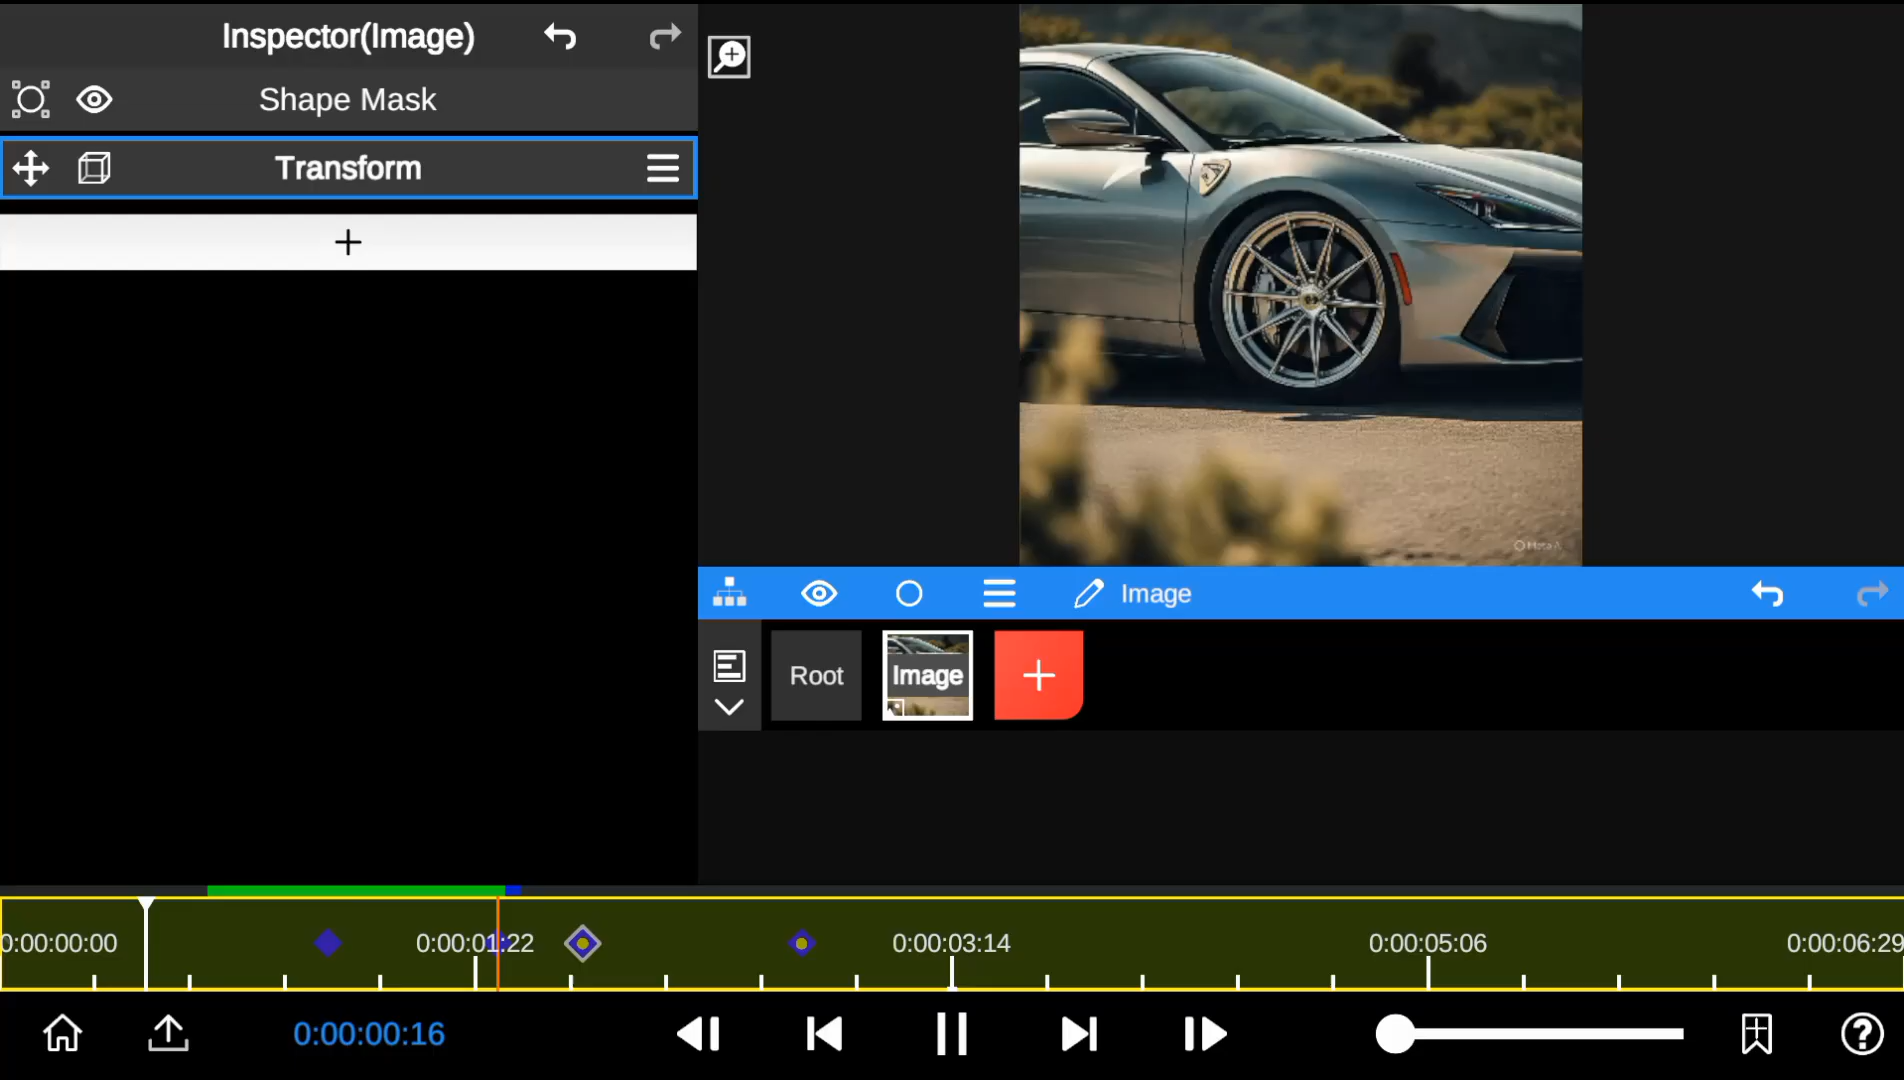 Inspector(Image)
Shape Mask
Transform
Image
Root
Image
0:00:00:00
0:00:01:22
0:00:03:14
0:00:05:06
0:00:06:29
0:00:00:16